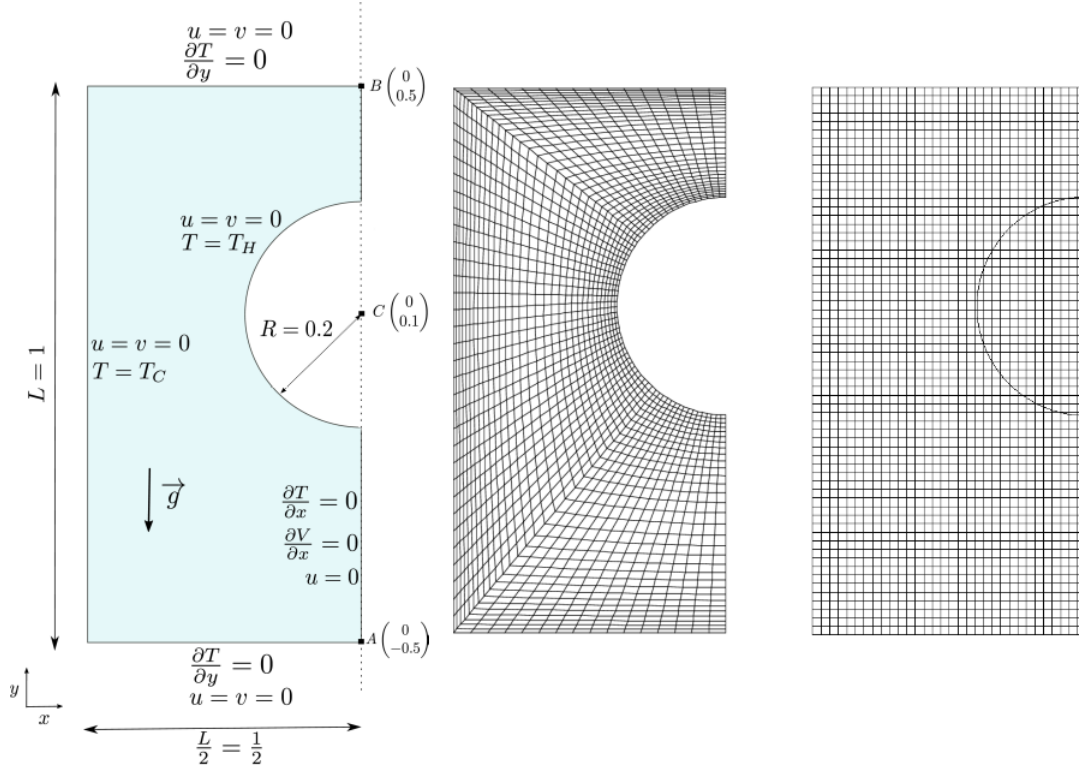 u = v = 0
∂T/∂y = 0
B (0 0.5)
u = v = 0
T = T_H
C (0 0.1)
R = 0.2
u = v = 0
T = T_C
L = 1
g
∂T/∂x = 0
∂V/∂x = 0
u = 0
A (0 −0.5)
∂T/∂y = 0
u = v = 0
y
x
L/2 = 1/2